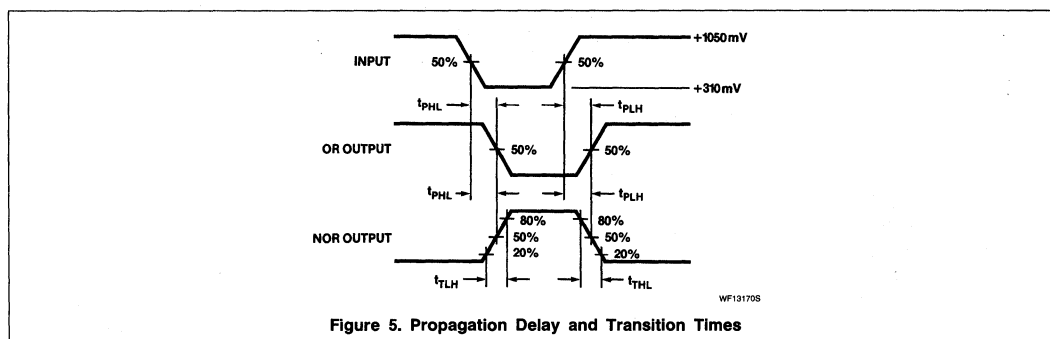 +1050mV
INPUT
50%
50%
+310mV
tPHL
tPLH
OR OUTPUT
50%
50%
tPHL
tPLH
80%
80%
NOR OUTPUT
50%
50%
20%
20%
tTLH
tTHL
WF13170S
Figure 5. Propagation Delay and Transition Times